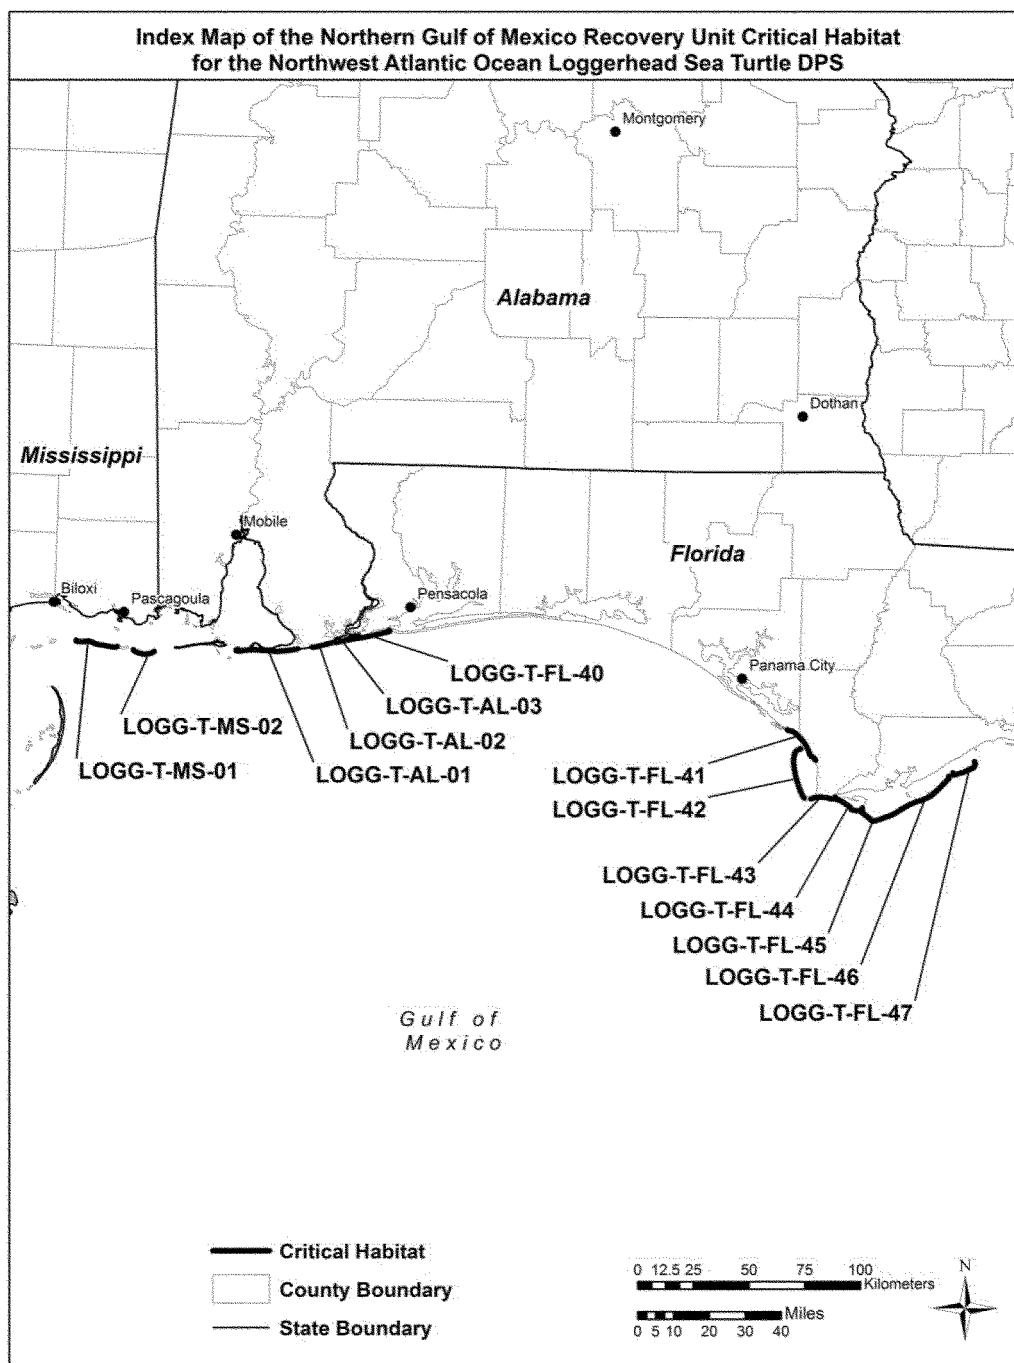 Index Map of the Northern Gulf of Mexico Recovery Unit Critical Habitat
for the Northwest Atlantic Ocean Loggerhead Sea Turtle DPS
Montgomery
Alabama
Dothan
Mississippi
Mobile
Florida
Biloxi
Pascagoula
Pensacola
Panama City
LOGG-T-FL-40
LOGG-T-AL-03
LOGG-T-MS-02
LOGG-T-AL-02
LOGG-T-MS-01
LOGG-T-AL-01
LOGG-T-FL-41
LOGG-T-FL-42
LOGG-T-FL-43
LOGG-T-FL-44
LOGG-T-FL-45
LOGG-T-FL-46
LOGG-T-FL-47
Gulf of
Mexico
Critical Habitat
County Boundary
State Boundary
0 12.5 25 50 75 100
Kilometers
Miles
0 5 10 20 30 40
N